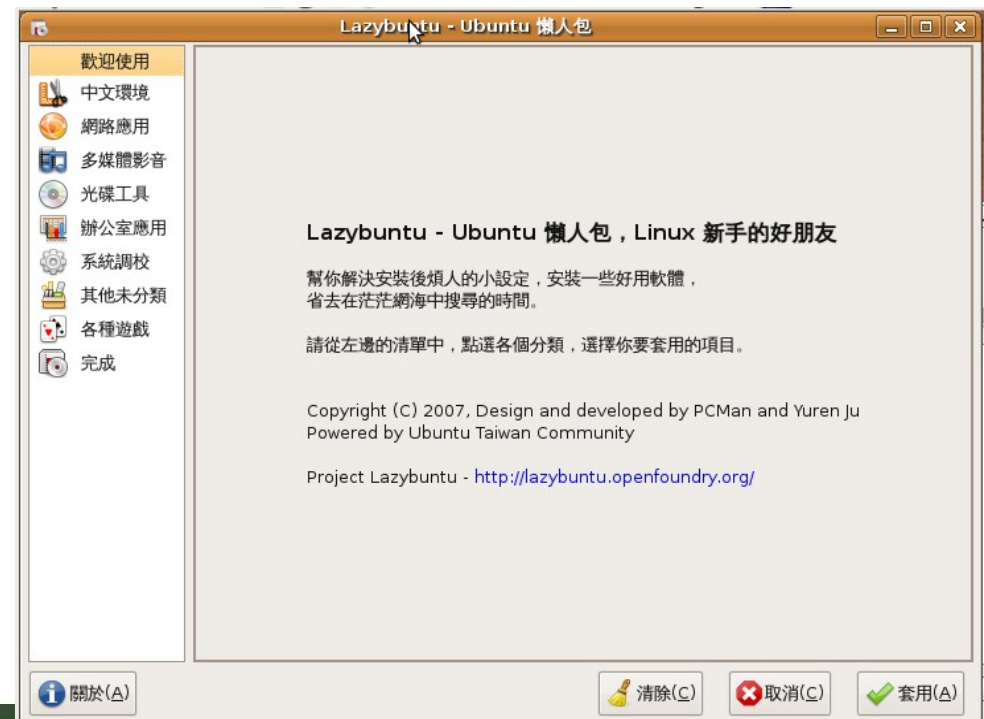 Lazybuntu - Ubuntu 懶人包
歡迎使用
中文環境
網路應用
多媒體影音
光碟工具
辦公室應用
系統調校
其他未分類
各種遊戲
完成
Lazybuntu - Ubuntu 懶人包，Linux 新手的好朋友
幫你解決安裝後煩人的小設定，安裝一些好用軟體，
省去在茫茫網海中搜尋的時間。
請從左邊的清單中，點選各個分類，選擇你要套用的項目。
Copyright (C) 2007, Design and developed by PCMan and Yuren Ju
Powered by Ubuntu Taiwan Community
Project Lazybuntu - http://lazybuntu.openfoundry.org/
關於(A)
清除(C)
取消(C)
套用(A)